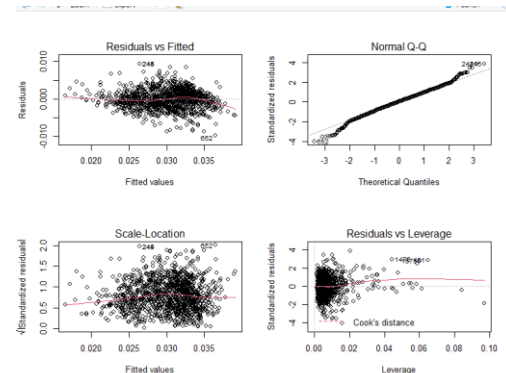 Residuals vs Fitted
Residuals
-0.010 0.000 0.010
248
662
0.020 0.025 0.030 0.035
Fitted values
Normal Q-Q
Standardized residuals
-4 -2 0 2 4
662
-3 -2 -1 0 1 2 3
Theoretical Quantiles
Scale-Location
√|Standardized residuals|
0.0 0.5 1.0 1.5 2.0
248
662
0.020 0.025 0.030 0.035
Fitted values
Residuals vs Leverage
Standardized residuals
-4 -2 0 2 4
Cook's distance
0.00 0.02 0.04 0.06 0.08 0.10
Leverage